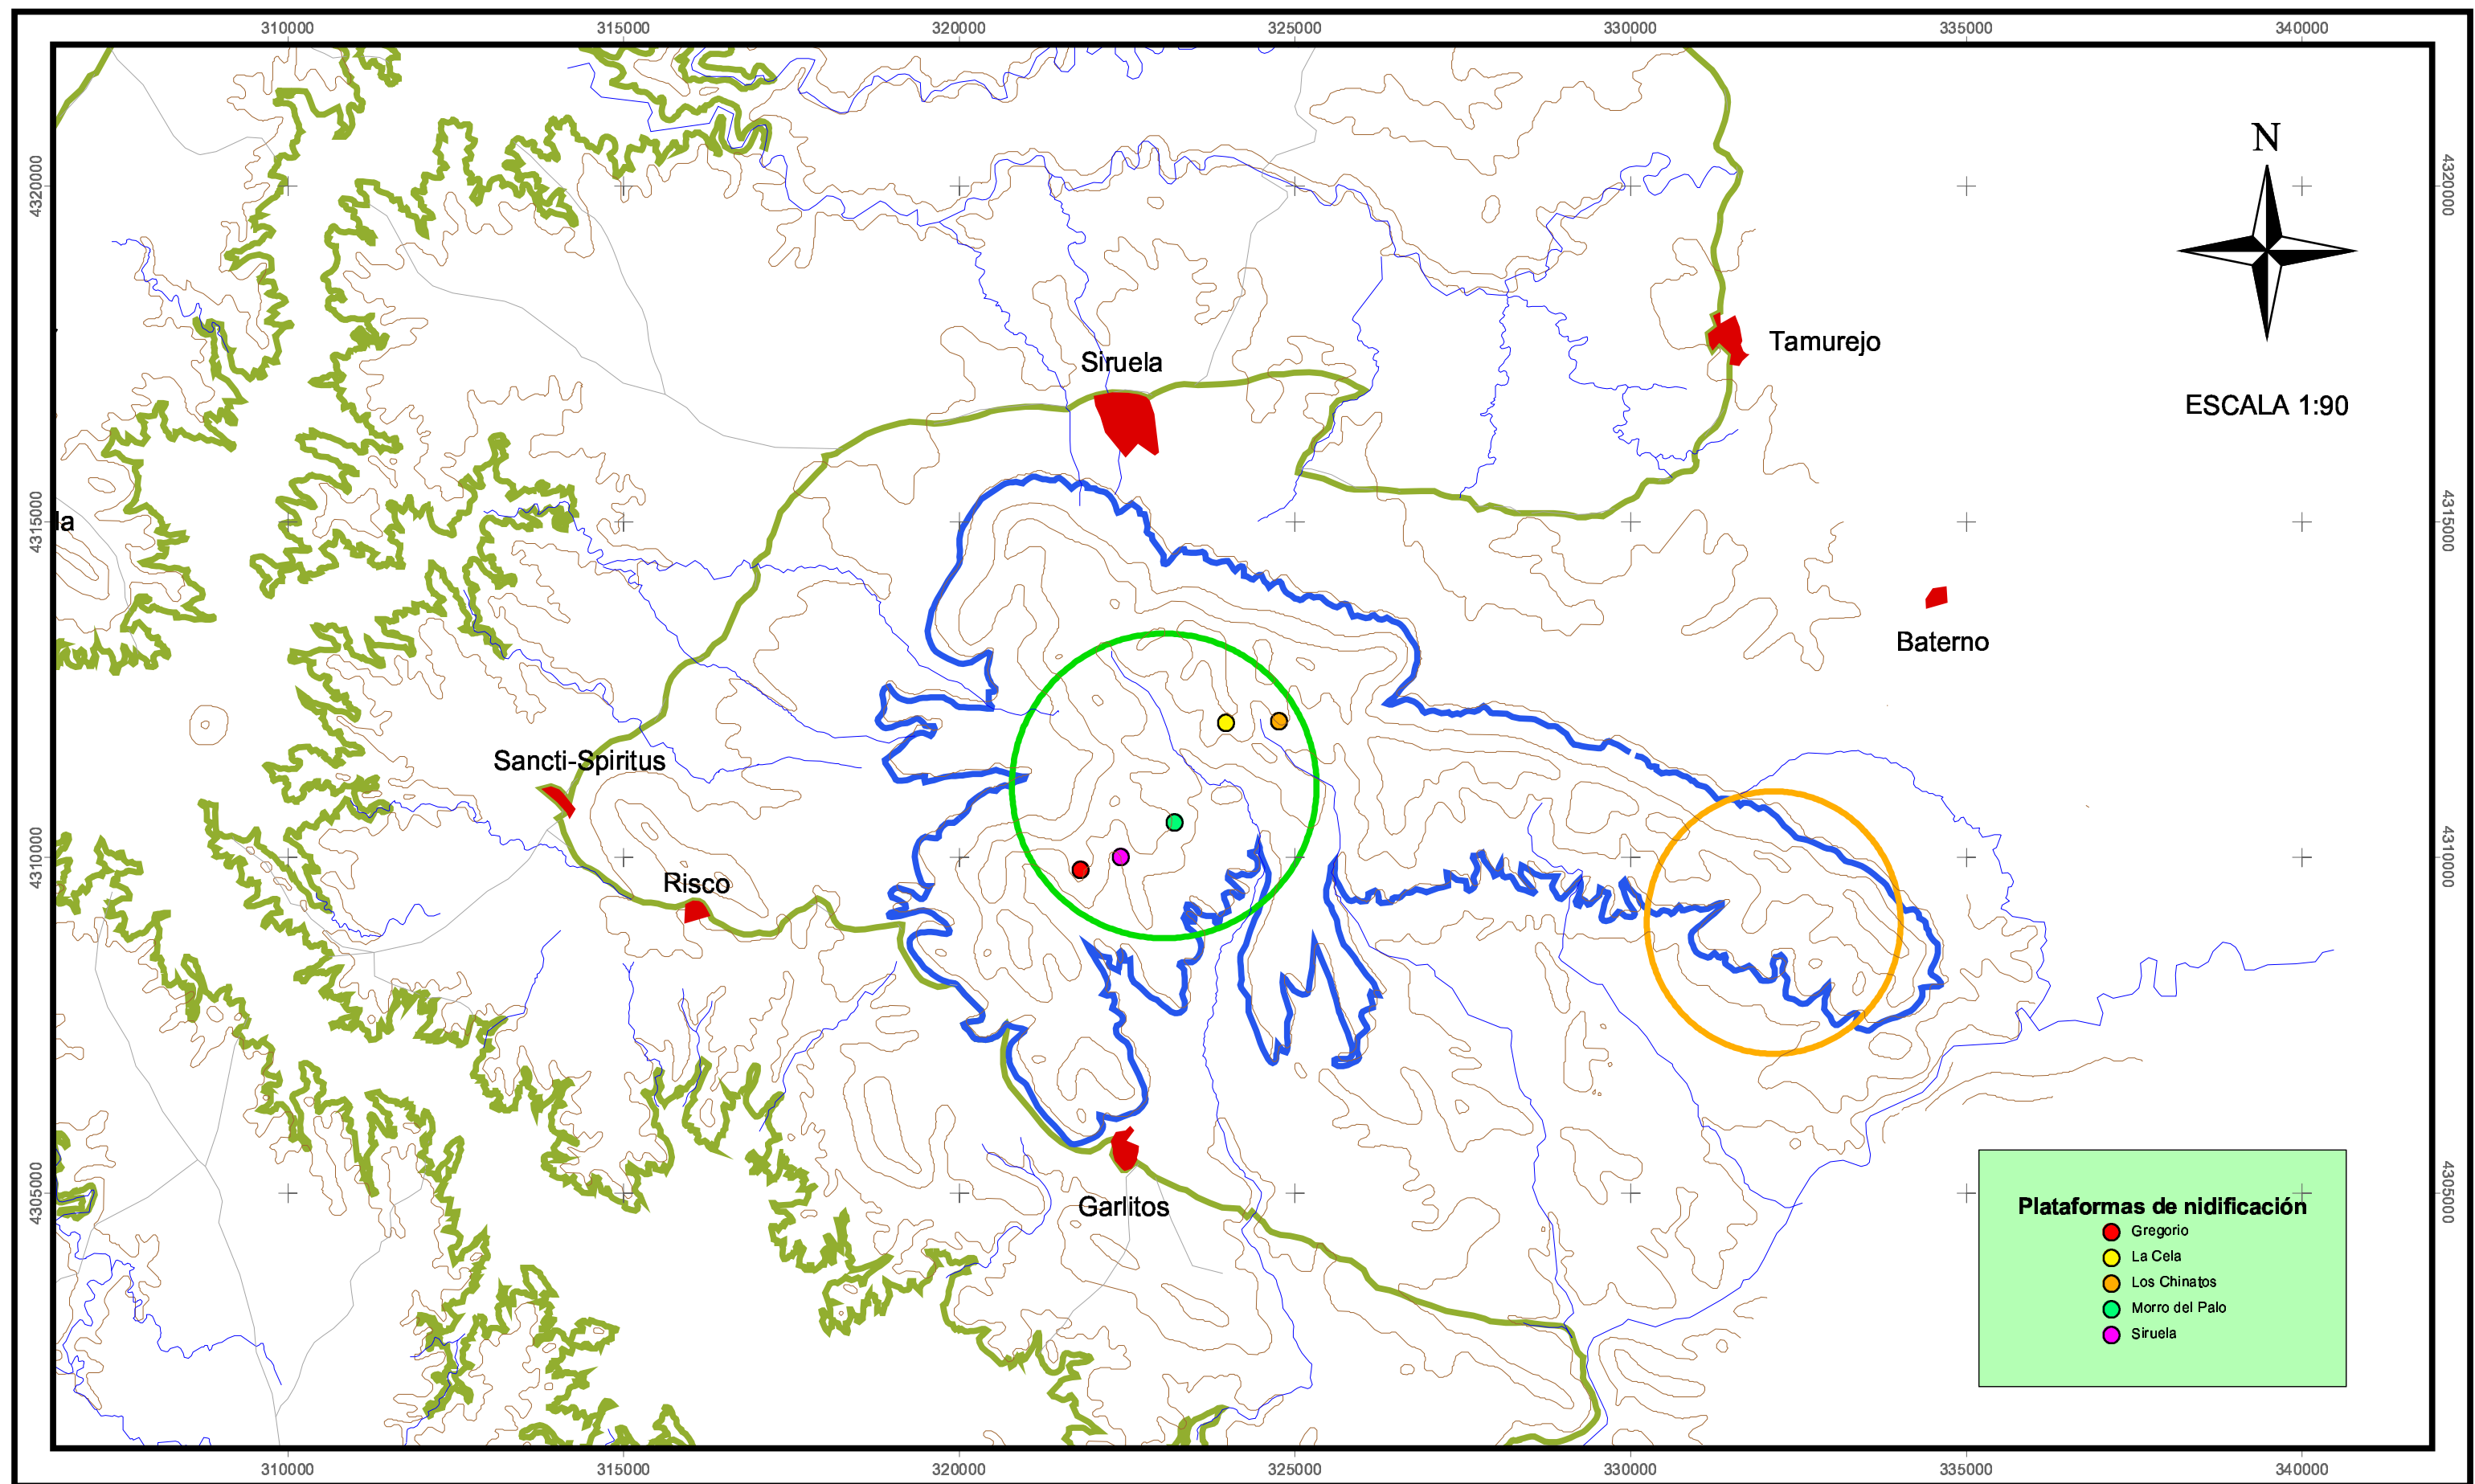 310000 315000 320000 325000 330000 335000 340000
N
4320000 4320000
Tamurejo
Siruela
ESCALA 1:90
4315000 la 4315000
Baterno
Sancti-Spiritus
4310000 4310000
Risco
4305000 4305000
Garlitos
Plataformas de nidificación
Gregorio
La Cela
Los Chinatos
Morro del Palo
Siruela
310000 315000 320000 325000 330000 335000 340000